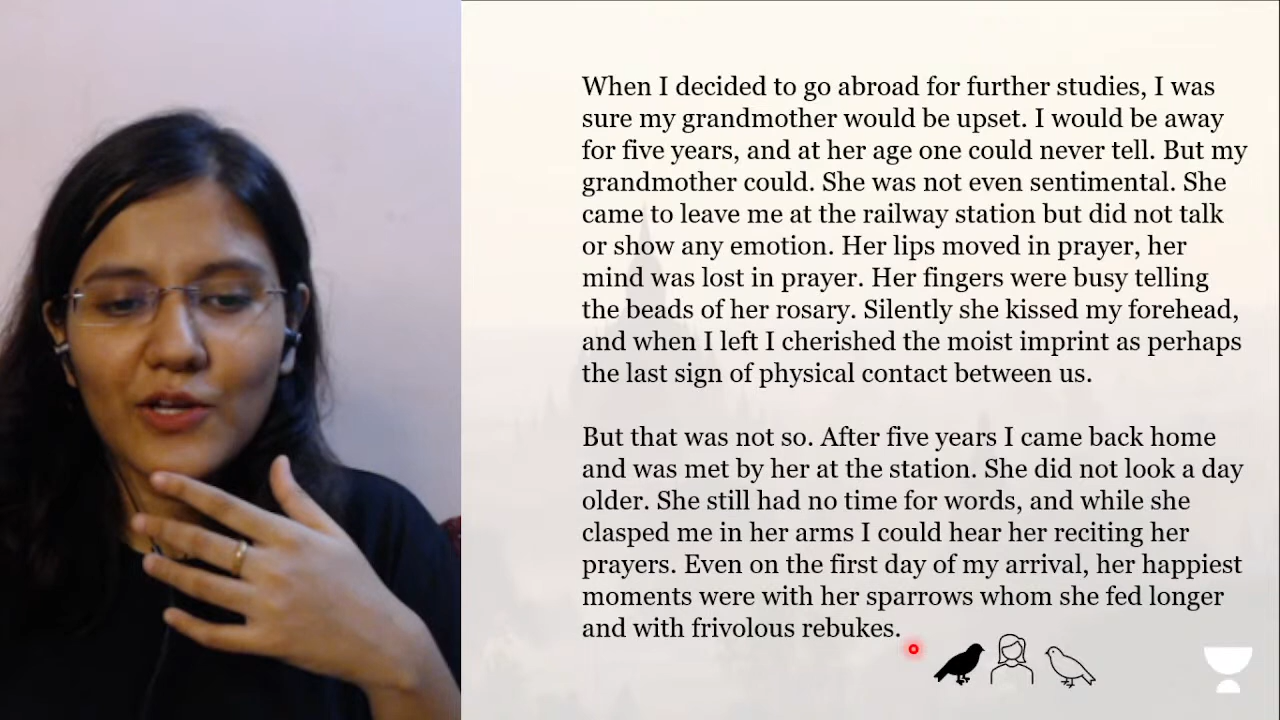 When I decided to go abroad for further studies, I was
sure my grandmother would be upset. I would be away
for five years, and at her age one could never tell. But my
grandmother could. She was not even sentimental. She
came to leave me at the railway station but did not talk
or show any emotion. Her lips moved in prayer, her
mind was lost in prayer. Her fingers were busy telling
the beads of her rosary. Silently she kissed my forehead,
and when I left I cherished the moist imprint as perhaps
the last sign of physical contact between us.
But that was not so. After five years I came back home
and was met by her at the station. She did not look a day
older. She still had no time for words, and while she
clasped me in her arms I could hear her reciting her
prayers. Even on the first day of my arrival, her happiest
moments were with her sparrows whom she fed longer
and with frivolous rebukes.